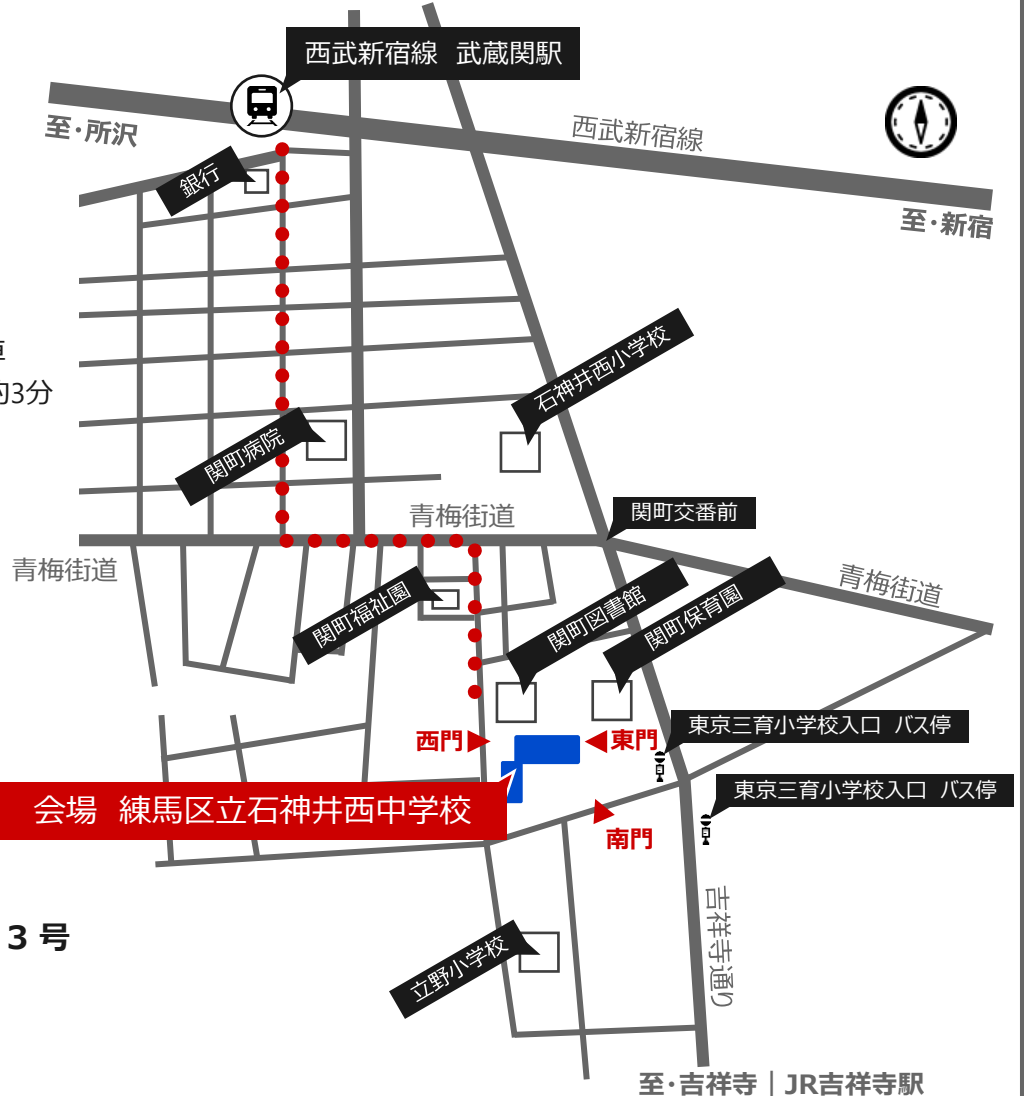 西武新宿線 武蔵関駅
至・所沢
西武新宿線
銀行
至・新宿
石神井西小学校
約3分
関町病院
関町交番前
青梅街道
青梅街道
青梅街道
関町福祉園
関町図書館
関町保育園
西門
東門
東京三育小学校入口 バス停
東京三育小学校入口 バス停
会場 練馬区立石神井西中学校
南門
吉祥寺通り
3 号
立野小学校
至・吉祥寺｜JR吉祥寺駅